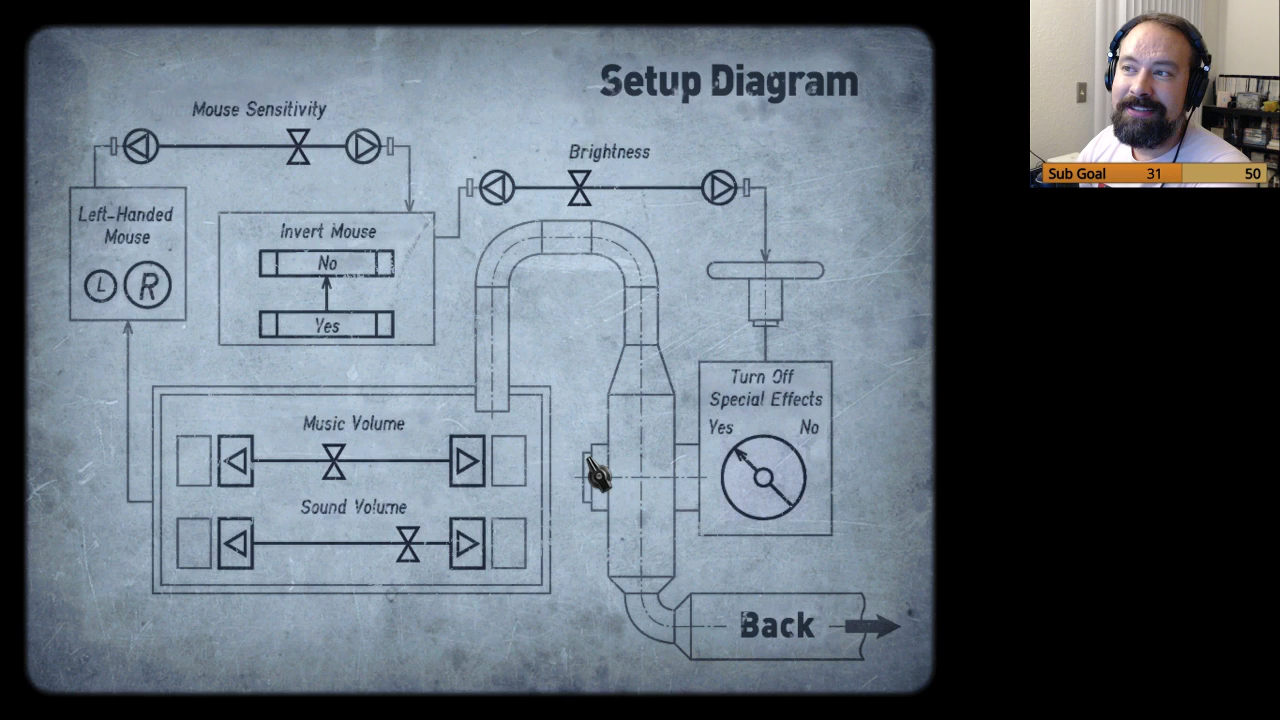 Setup Diagram
Mouse Sensitivity
Brightness
Left-Handed
Mouse
L R
Invert Mouse
No
Yes
Turn Off
Special Effects
Yes No
Music Volume
Sound Volume
Back
Sub Goal 31 50